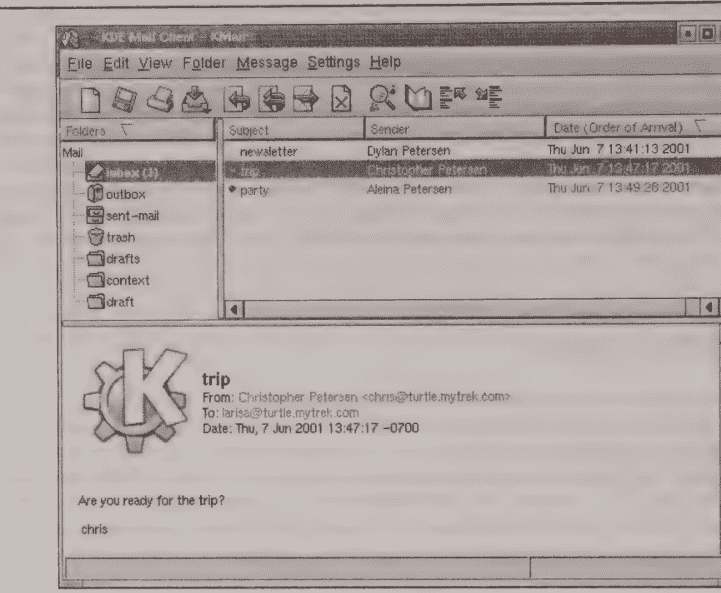 KDE Mail Client - KMail
File Edit View Folder Message Settings Help
Folders Subject Sender Date (Order of Arrival)
Mail newsletter Dylan Petersen Thu Jun 7 13:41:13 2001
inbox (3) trip Christopher Petersen Thu Jun 7 13:47:17 2001
outbox party Aleina Petersen Thu Jun 7 13:49:28 2001
sent-mail
trash
drafts
context
draft
K
trip
From: Christopher Petersen <chris@turtle.mytrek.com>
To: larisa@turtle.mytrek.com
Date: Thu, 7 Jun 2001 13:47:17 -0700
Are you ready for the trip?
chris